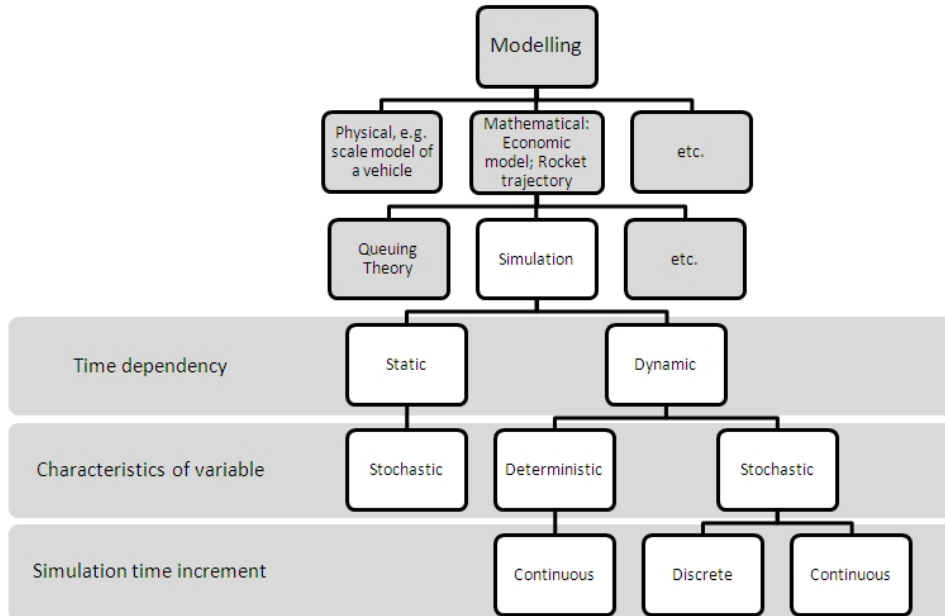 Modelling
Physical, e.g.
scale model of
a vehicle
Mathematical:
Economic
model; Rocket
trajectory
etc.
Queuing
Theory
Simulation
etc.
Time dependency
Static
Dynamic
Characteristics of variable
Stochastic
Deterministic
Stochastic
Simulation time increment
Continuous
Discrete
Continuous